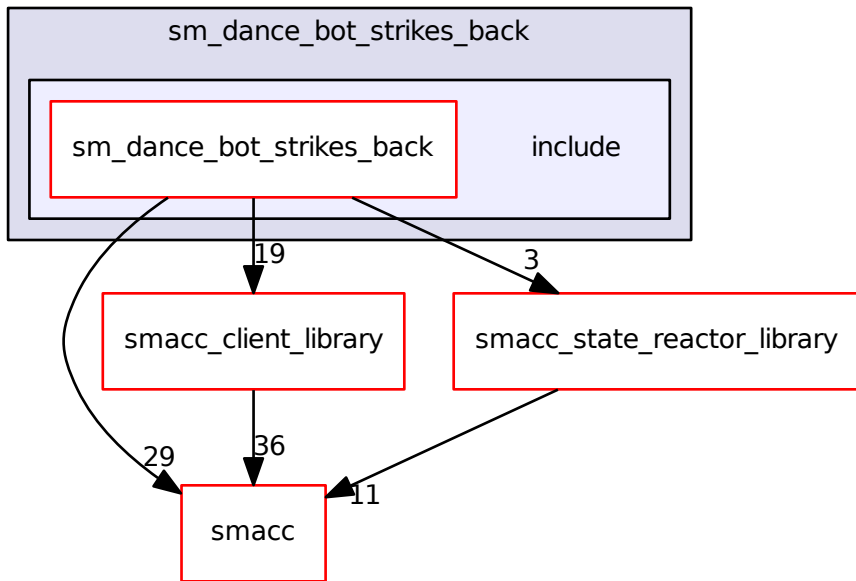 sm_dance_bot_strikes_back
sm_dance_bot_strikes_back
include
19
3
smacc_client_library
smacc_state_reactor_library
29
36
11
smacc